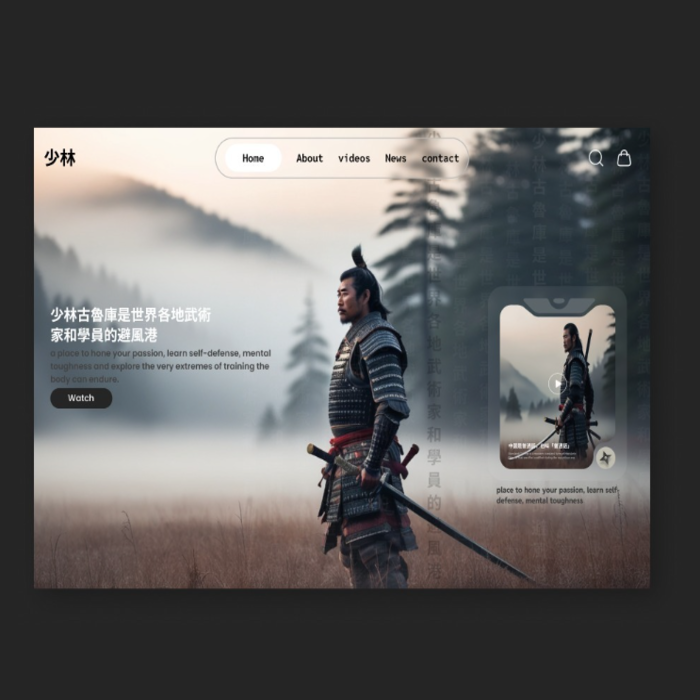 少林
Home About videos News contact
少林古魯庫是世界各地武術
家和學員的避風港
a place to hone your passion, learn self-defense, mental
toughness and explore the very extremes of training the
body can endure.
Watch
place to hone your passion, learn self-
defense, mental toughness
是世界各地武術家和學員的風
少林古魯庫是世